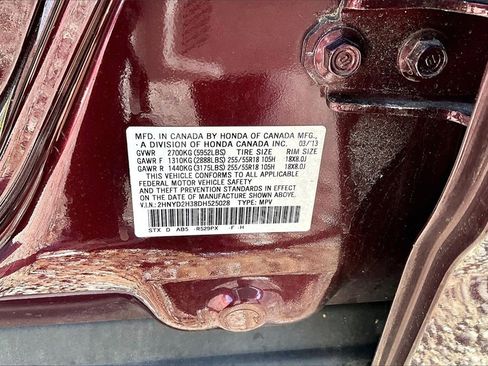 MFD. IN CANADA BY HONDA OF CANADA MFG.,
A DIVISION OF HONDA CANADA INC. 03/'13
GVWR 2700KG (5952LBS) TIRE SIZE RIM SIZE
GAWR F 1310KG (2888LBS) 255/55R18 105H 18X8.0J
GAWR R 1440KG (3175LBS) 255/55R18 105H 18X8.0J
THIS VEHICLE CONFORMS TO ALL APPLICABLE
FEDERAL MOTOR VEHICLE SAFETY
AND THEFT PREVENTION STANDARDS IN EFFECT
ON THE DATE OF MANUFACTURE SHOWN ABOVE.
V.I.N.: 2HNYD2H38DH525028 TYPE: MPV
STX D AB5 R529PX F H